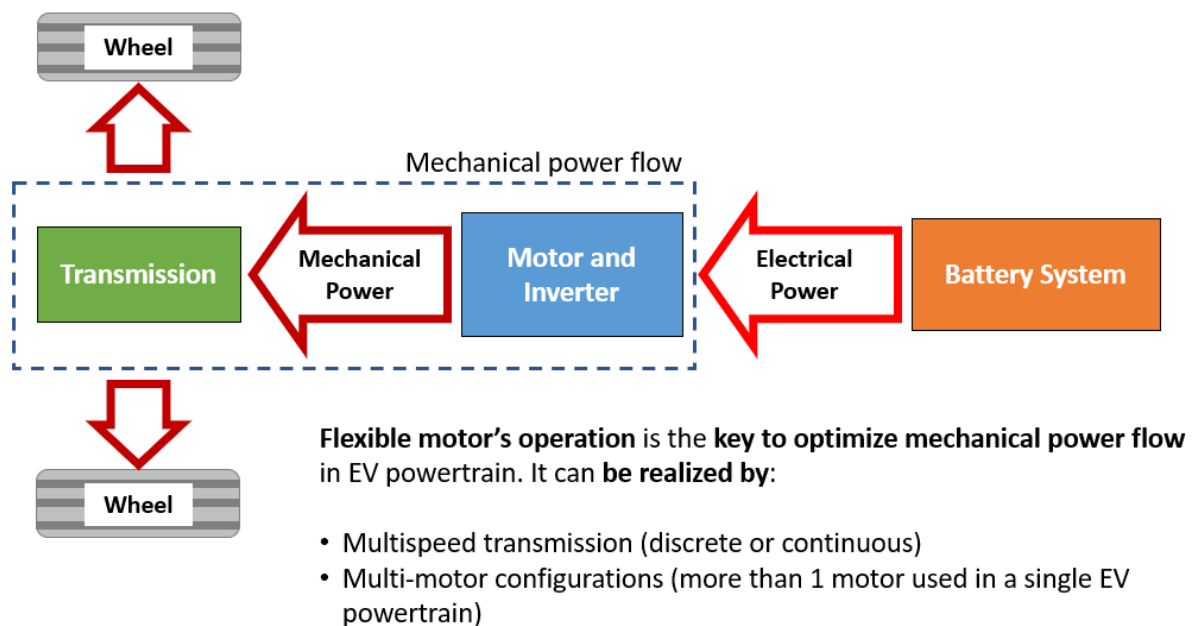 Wheel
Mechanical power flow
Transmission
Mechanical
Power
Motor and
Inverter
Electrical
Power
Battery System
Wheel
Flexible motor's operation is the key to optimize mechanical power flow
in EV powertrain. It can be realized by:
• Multispeed transmission (discrete or continuous)
• Multi-motor configurations (more than 1 motor used in a single EV
powertrain)